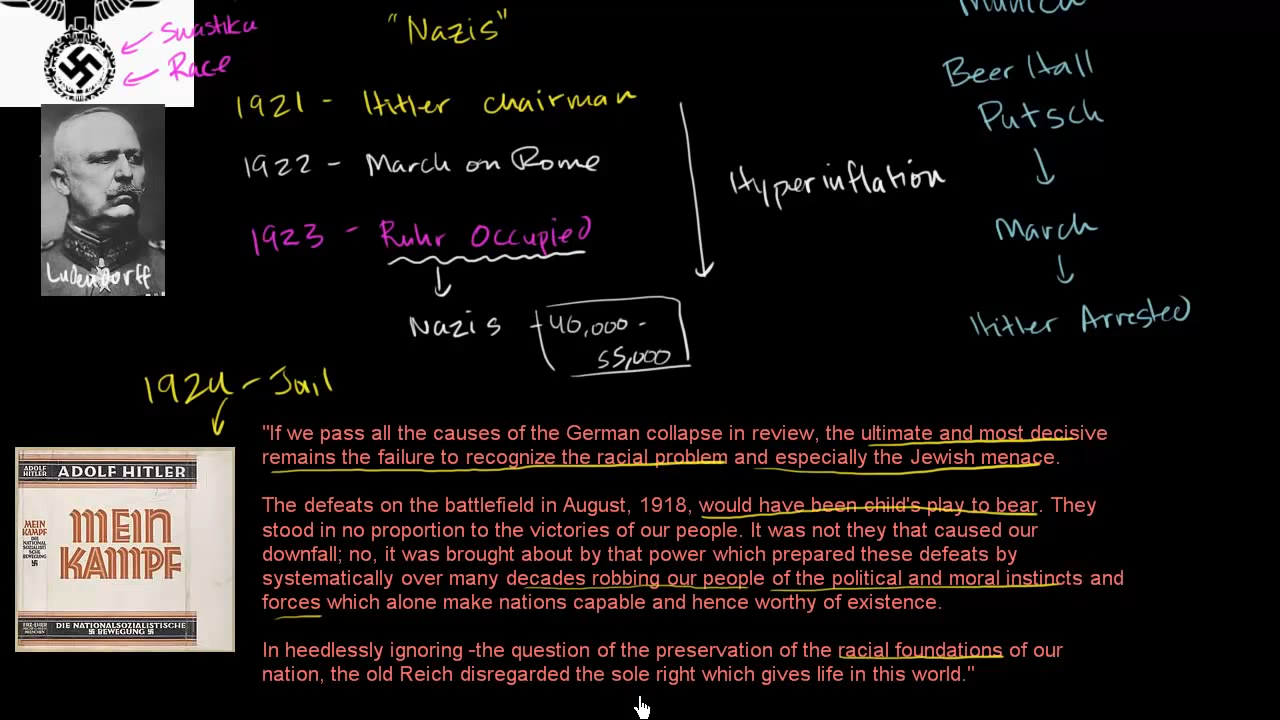 Swastika
Race
"Nazis"
1921 - Hitler chairman
1922 - March on Rome
1923 - Ruhr Occupied
Nazis
40,000 -
55,000
Hyperinflation
Munich
Beer Hall
Putsch
March
Hitler Arrested
Ludendorff
1924 - Jail
ADOLF
HITLER
ADOLF HITLER
MEIN
KAMPF
MEIN
KAMPF
DIE NATIONALSOZIALISTISCHE
BEWEGUNG
"If we pass all the causes of the German collapse in review, the ultimate and most decisive
remains the failure to recognize the racial problem and especially the Jewish menace.
The defeats on the battlefield in August, 1918, would have been child's play to bear. They
stood in no proportion to the victories of our people. It was not they that caused our
downfall; no, it was brought about by that power which prepared these defeats by
systematically over many decades robbing our people of the political and moral instincts and
forces which alone make nations capable and hence worthy of existence.
In heedlessly ignoring -the question of the preservation of the racial foundations of our
nation, the old Reich disregarded the sole right which gives life in this world."